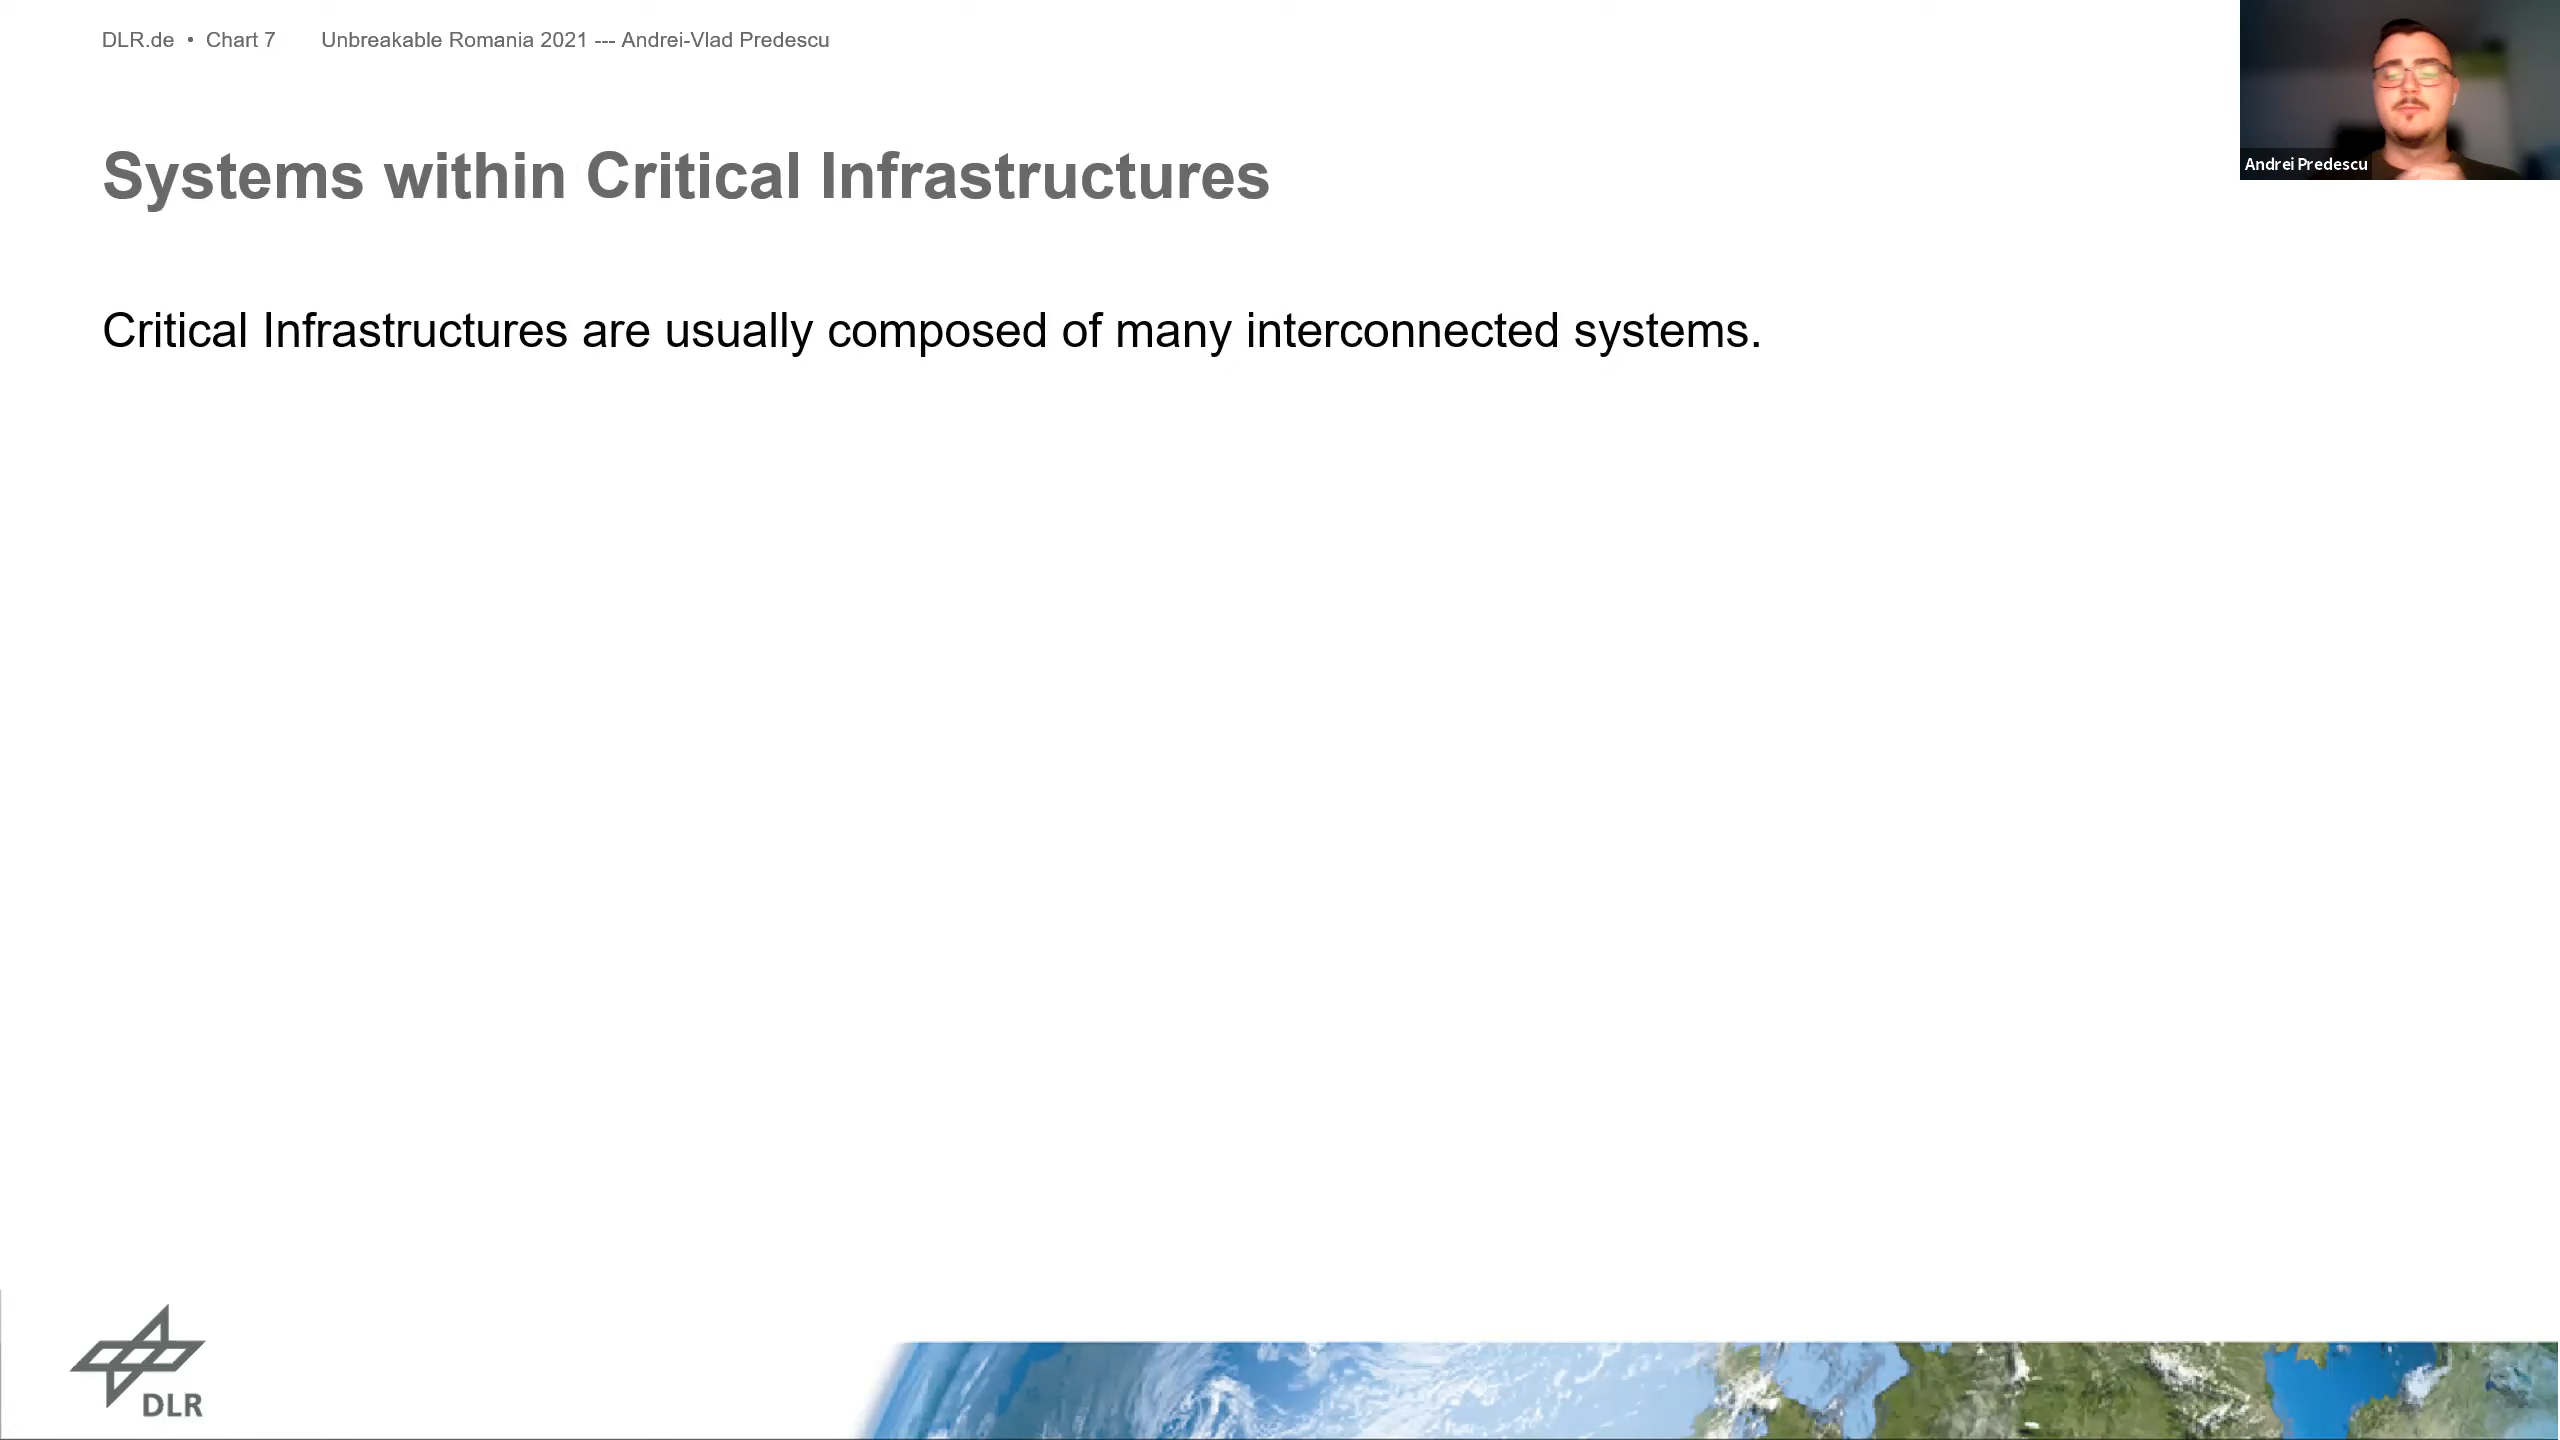 DLR.de • Chart 7 Unbreakable Romania 2021 --- Andrei-Vlad Predescu
Andrei Predescu
Systems within Critical Infrastructures
Critical Infrastructures are usually composed of many interconnected systems.
DLR